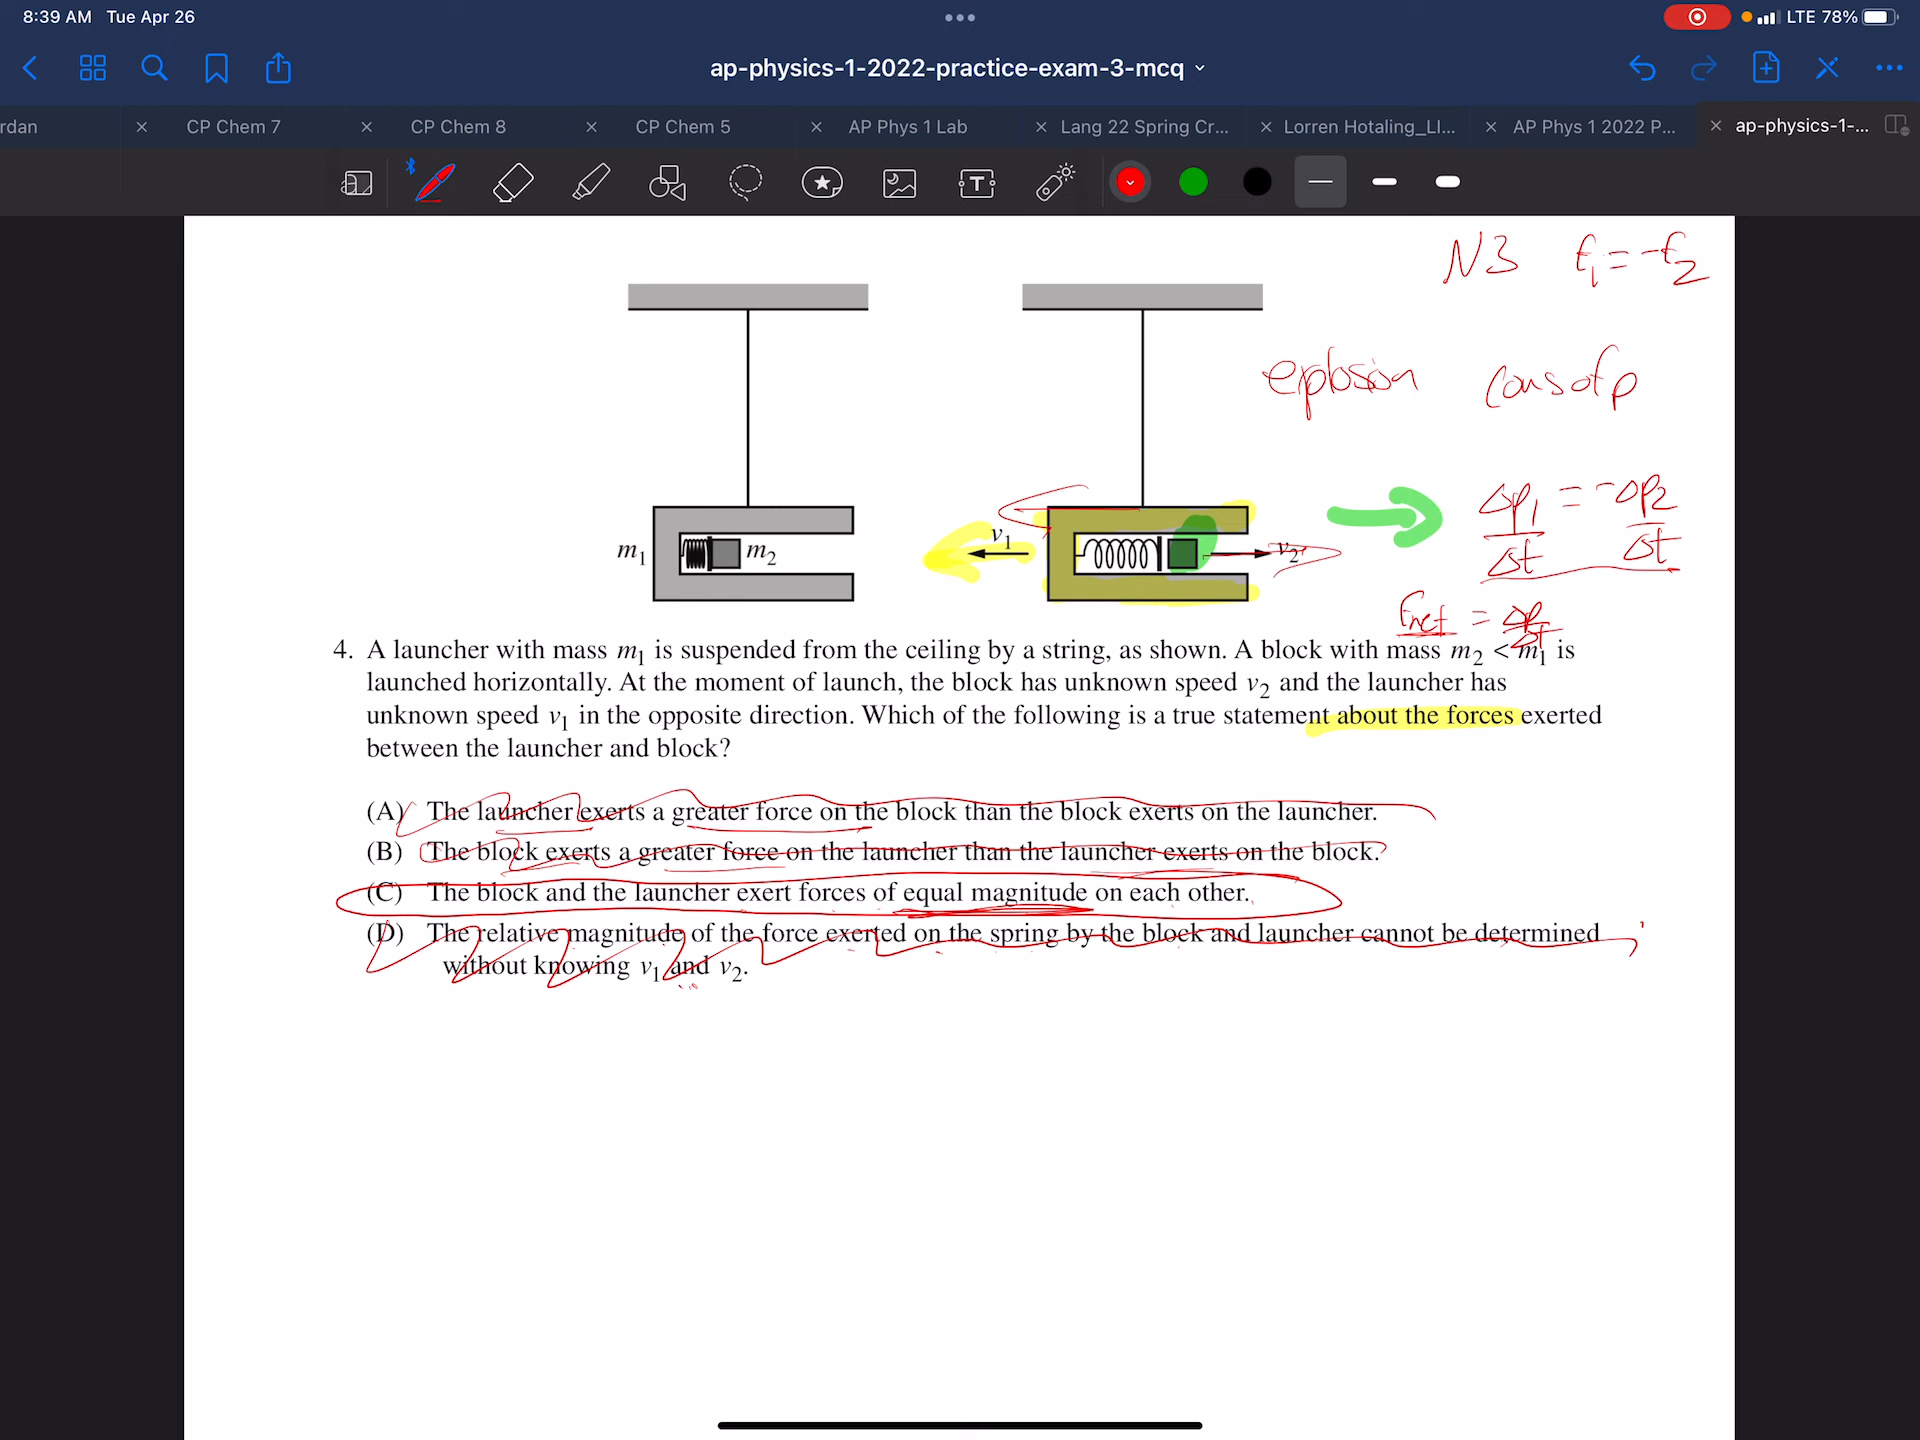 8:39 AM Tue Apr 26
LTE 78%
ap-physics-1-2022-practice-exam-3-mcq
rdan
CP Chem 7
CP Chem 8
CP Chem 5
AP Phys 1 Lab
Lang 22 Spring Cr...
Lorren Hotaling_LI...
AP Phys 1 2022 P...
ap-physics-1-...
T
N3 F₁ = -F₂
explosion cons of p
Δp₁ = -Δp₂
Δt Δt
Fnet = Δp
Δt
m₁ m₂
v₁ v₂
4. A launcher with mass m₁ is suspended from the ceiling by a string, as shown. A block with mass m₂ < m₁ is
launched horizontally. At the moment of launch, the block has unknown speed v₂ and the launcher has
unknown speed v₁ in the opposite direction. Which of the following is a true statement about the forces exerted
between the launcher and block?
(A) The launcher exerts a greater force on the block than the block exerts on the launcher.
(B) The block exerts a greater force on the launcher than the launcher exerts on the block.
(C) The block and the launcher exert forces of equal magnitude on each other.
(D) The relative magnitude of the force exerted on the spring by the block and launcher cannot be determined
without knowing v₁ and v₂.